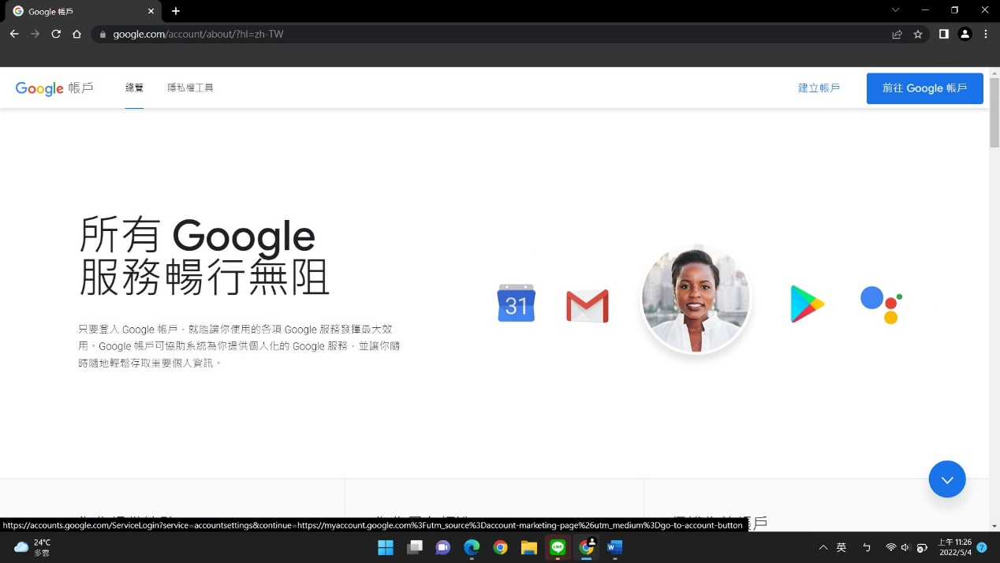 Google 帳戶
google.com/account/about/?hl=zh-TW
Google 帳戶
總覽
隱私權工具
建立帳戶
前往 Google 帳戶
所有 Google
服務暢行無阻
31
只要登入 Google 帳戶，就能讓你使用的各項 Google 服務發揮最大效
用。Google 帳戶可協助系統為你提供個人化的 Google 服務，並讓你隨
時隨地輕鬆存取重要個人資訊。
https://accounts.google.com/ServiceLogin?service=accountsettings&continue=https://myaccount.google.com%3Futm_source%3Daccount-marketing-page%26utm_medium%3Dgo-to-account-button
24°C
多雲
LINE
W
英
ㄅ
上午 11:26
2022/5/4
7